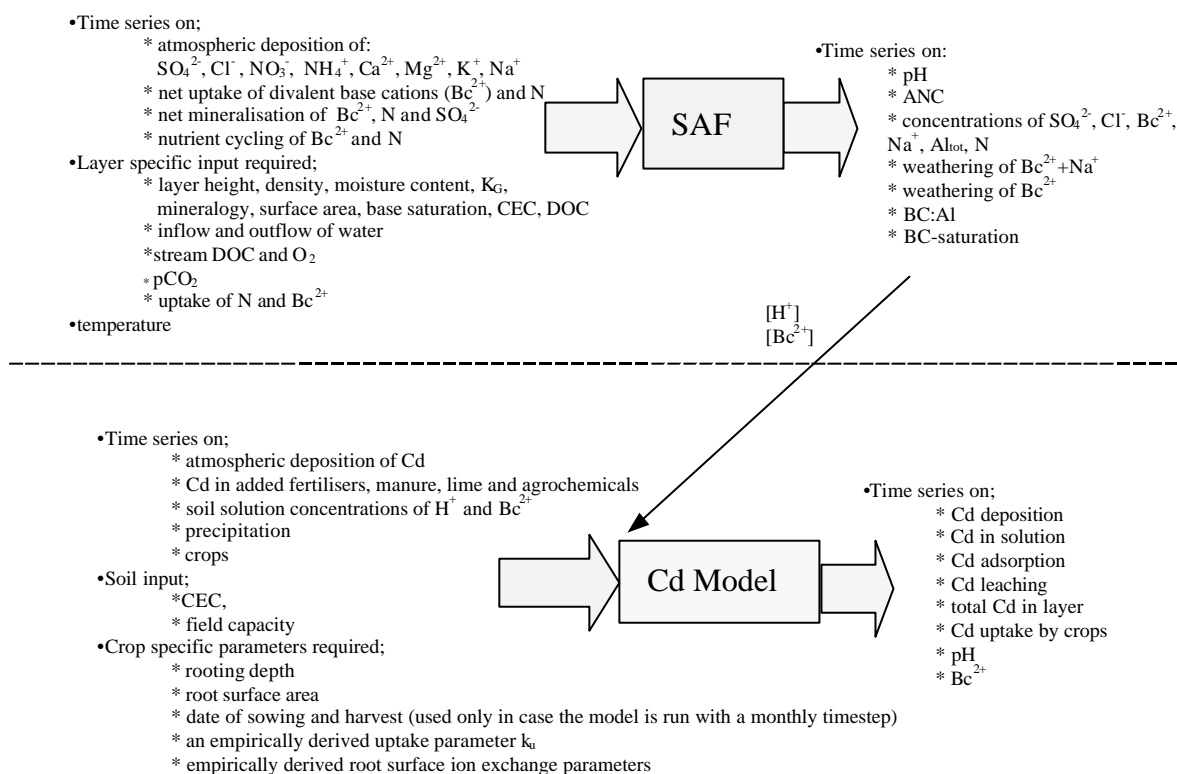 •Time series on;
* atmospheric deposition of:
SO₄²⁻, Cl⁻, NO₃⁻, NH₄⁺, Ca²⁺, Mg²⁺, K⁺, Na⁺
* net uptake of divalent base cations (Bc²⁺) and N
* net mineralisation of Bc²⁺, N and SO₄²⁻
* nutrient cycling of Bc²⁺ and N
•Layer specific input required;
* layer height, density, moisture content, K_G,
mineralogy, surface area, base saturation, CEC, DOC
* inflow and outflow of water
*stream DOC and O₂
* pCO₂
* uptake of N and Bc²⁺
•temperature
SAF
•Time series on:
* pH
* ANC
* concentrations of SO₄²⁻, Cl⁻, Bc²⁺,
Na⁺, Al_tot, N
* weathering of Bc²⁺+Na⁺
* weathering of Bc²⁺
* BC:Al
* BC-saturation
[H⁺]
[Bc²⁺]
•Time series on;
* atmospheric deposition of Cd
* Cd in added fertilisers, manure, lime and agrochemicals
* soil solution concentrations of H⁺ and Bc²⁺
* precipitation
* crops
•Soil input;
*CEC,
* field capacity
•Crop specific parameters required;
* rooting depth
* root surface area
* date of sowing and harvest (used only in case the model is run with a monthly timestep)
* an empirically derived uptake parameter kᵤ
* empirically derived root surface ion exchange parameters
Cd Model
•Time series on;
* Cd deposition
* Cd in solution
* Cd adsorption
* Cd leaching
* total Cd in layer
* Cd uptake by crops
* pH
* Bc²⁺